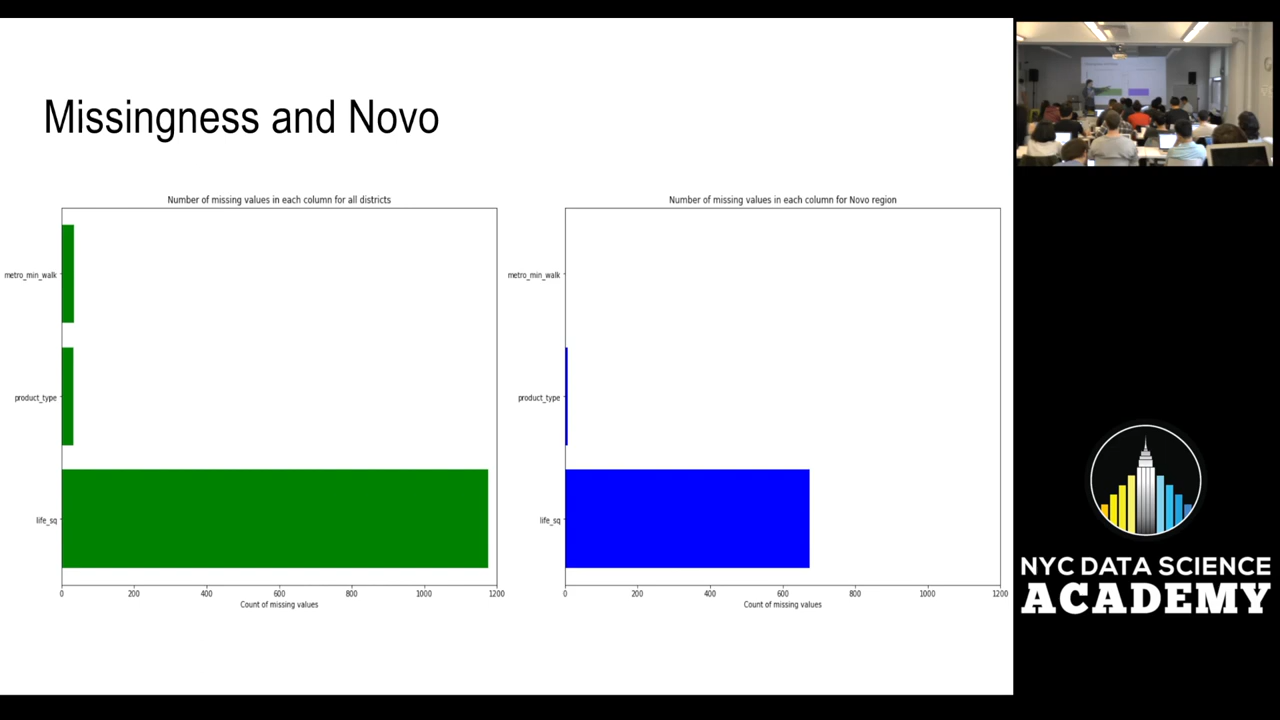 Missingness and Novo
Number of missing values in each column for all districts
metro_min_walk
product_type
life_sq
0 200 400 600 800 1000 1200
Count of missing values
Number of missing values in each column for Novo region
metro_min_walk
product_type
life_sq
0 200 400 600 800 1000 1200
Count of missing values
NYC DATA SCIENCE
ACADEMY